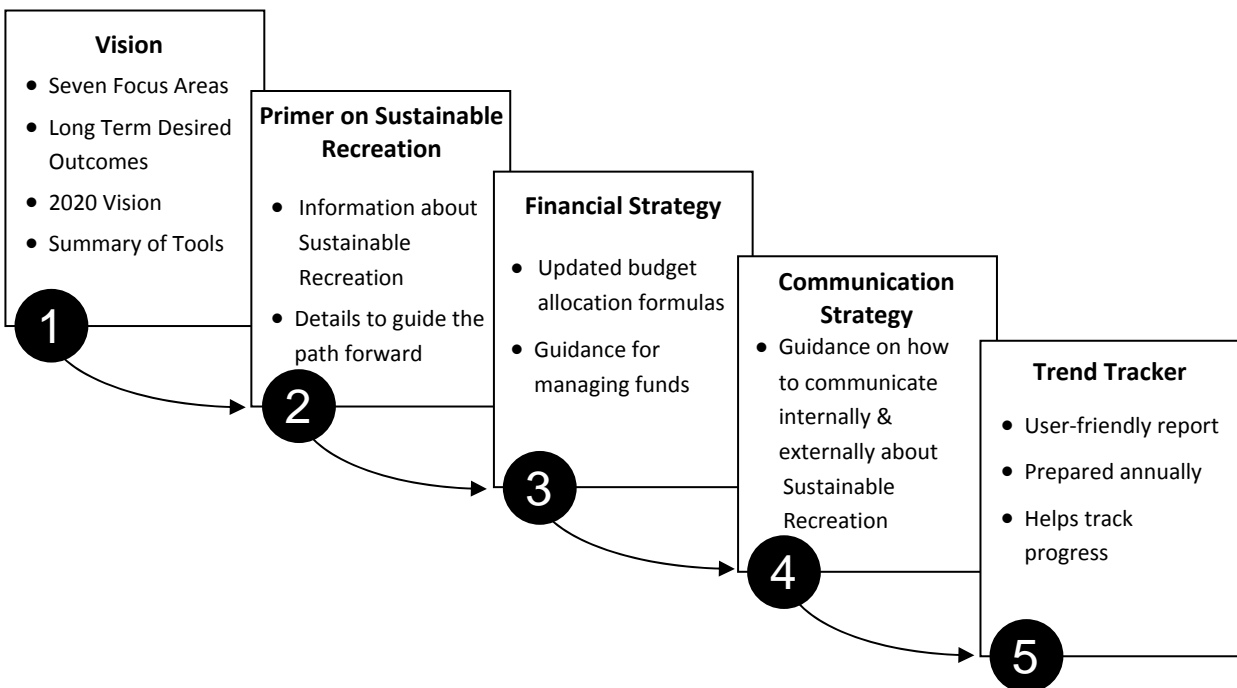 Vision
• Seven Focus Areas
• Long Term Desired
Outcomes
• 2020 Vision
• Summary of Tools
1
Primer on Sustainable
Recreation
• Information about
Sustainable
Recreation
• Details to guide the
path forward
2
Financial Strategy
• Updated budget
allocation formulas
• Guidance for
managing funds
3
Communication
Strategy
• Guidance on how
to communicate
internally &
externally about
Sustainable
Recreation
4
Trend Tracker
• User-friendly report
• Prepared annually
• Helps track
progress
5